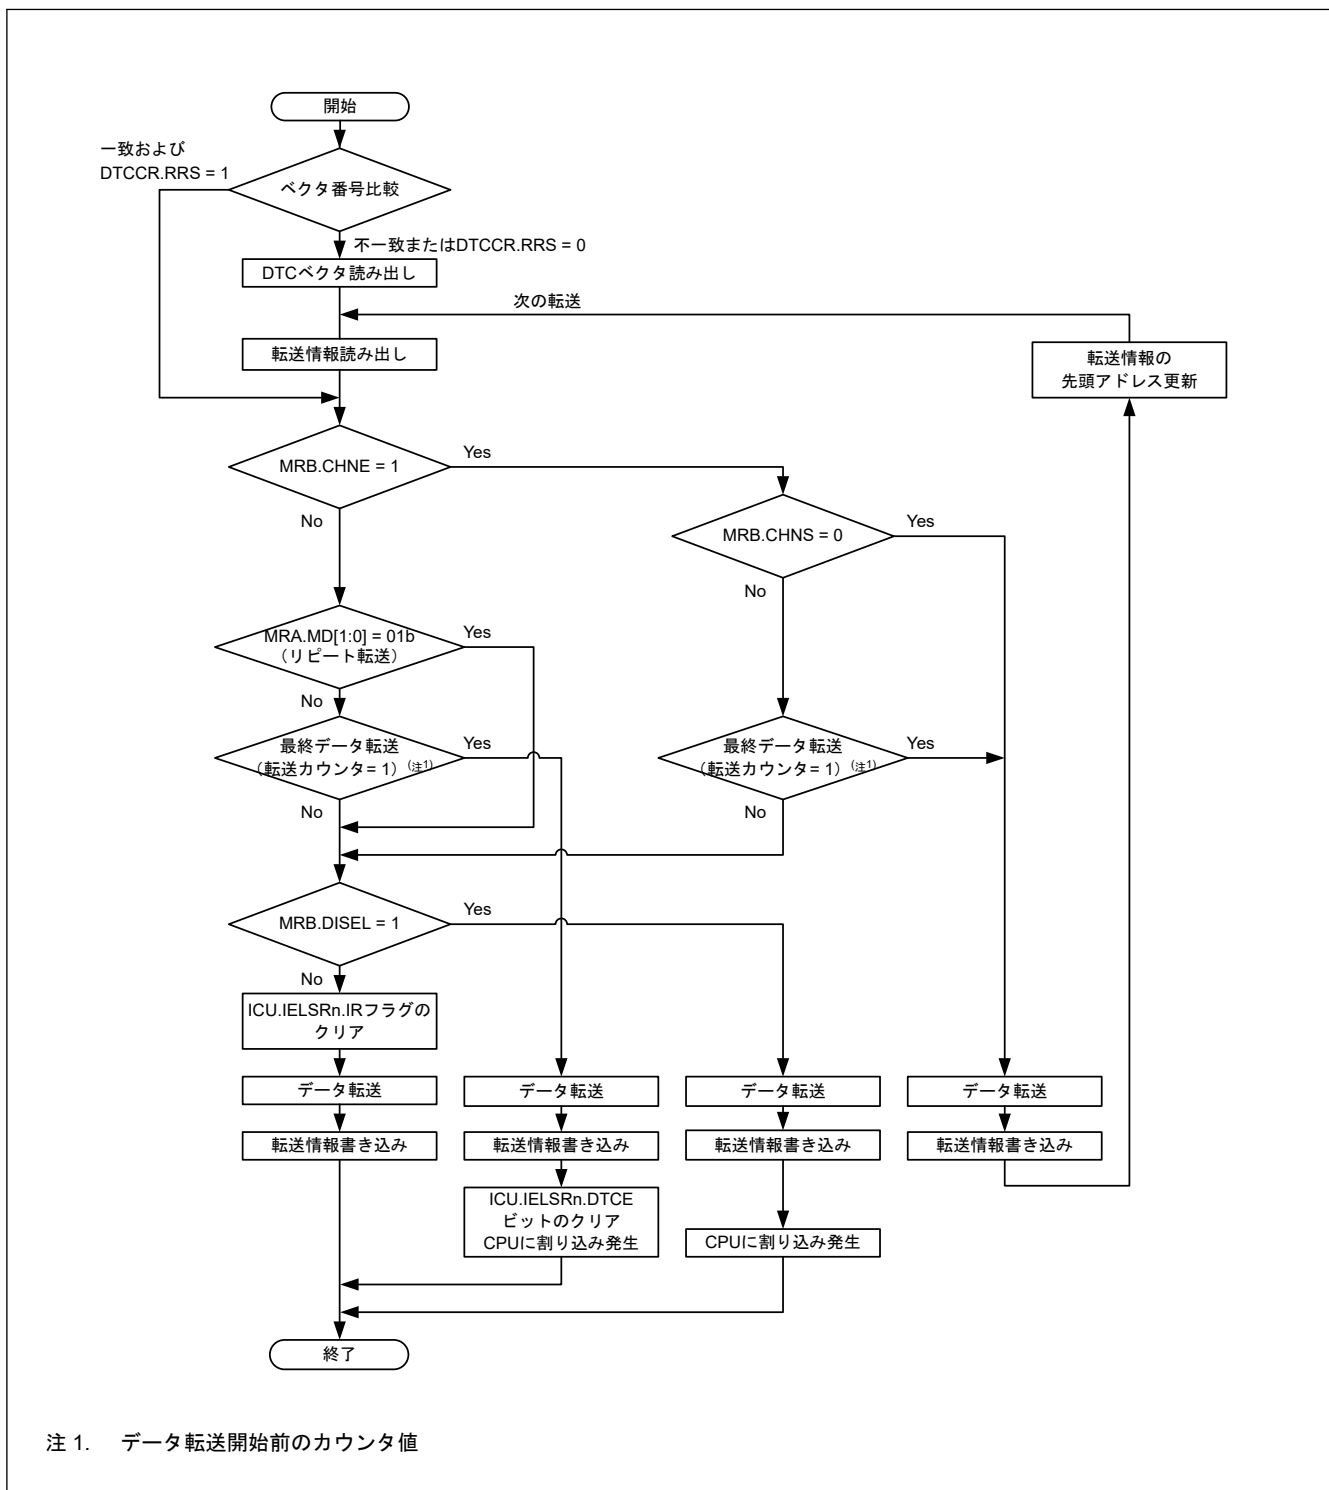 開始
一致および
DTCCR.RRS = 1
ベクタ番号比較
不一致またはDTCCR.RRS = 0
DTCベクタ読み出し
次の転送
転送情報読み出し
転送情報の
先頭アドレス更新
MRB.CHNE = 1
Yes
No
MRB.CHNS = 0
Yes
No
MRA.MD[1:0] = 01b
（リピート転送）
Yes
No
最終データ転送
（転送カウンタ= 1）(注1)
Yes
No
最終データ転送
（転送カウンタ= 1）(注1)
Yes
No
MRB.DISEL = 1
Yes
No
ICU.IELSRn.IRフラグの
クリア
データ転送
データ転送
データ転送
データ転送
転送情報書き込み
転送情報書き込み
転送情報書き込み
転送情報書き込み
ICU.IELSRn.DTCE
ビットのクリア
CPUに割り込み発生
CPUに割り込み発生
終了
注 1. データ転送開始前のカウンタ値